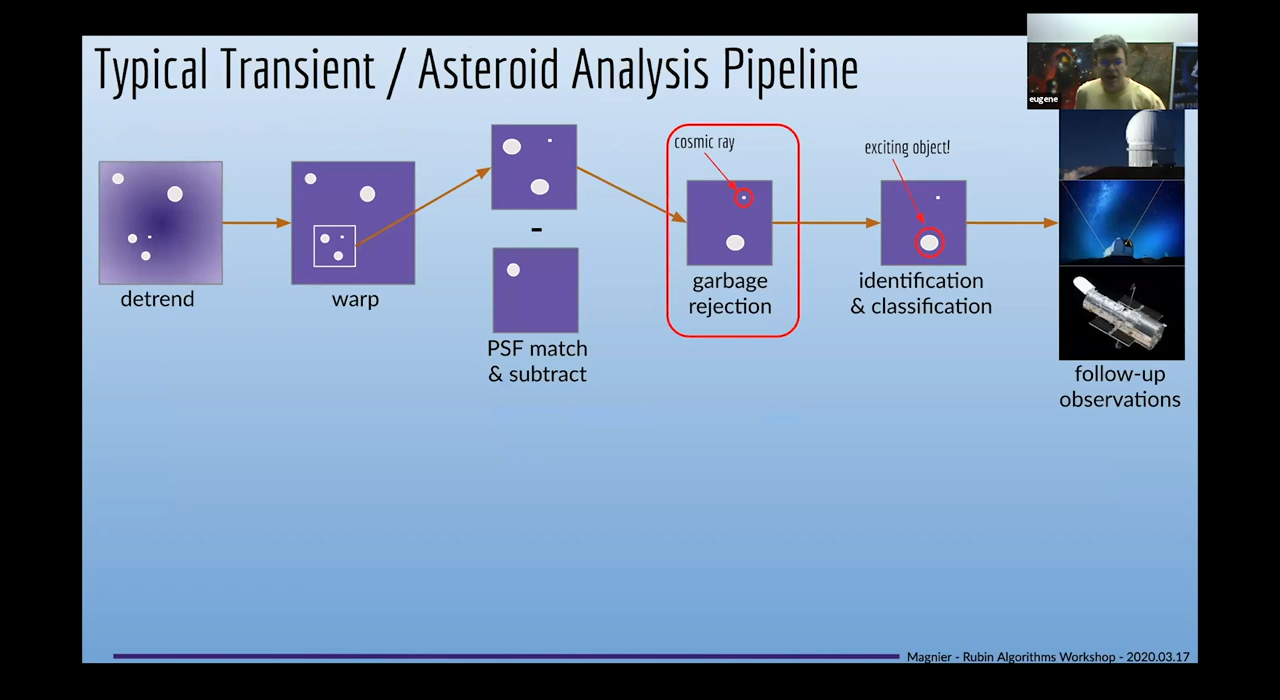 Typical Transient / Asteroid Analysis Pipeline
eugene
cosmic ray
exciting object!
-
detrend
warp
PSF match
& subtract
garbage
rejection
identification
& classification
follow-up
observations
Magnier - Rubin Algorithms Workshop - 2020.03.17